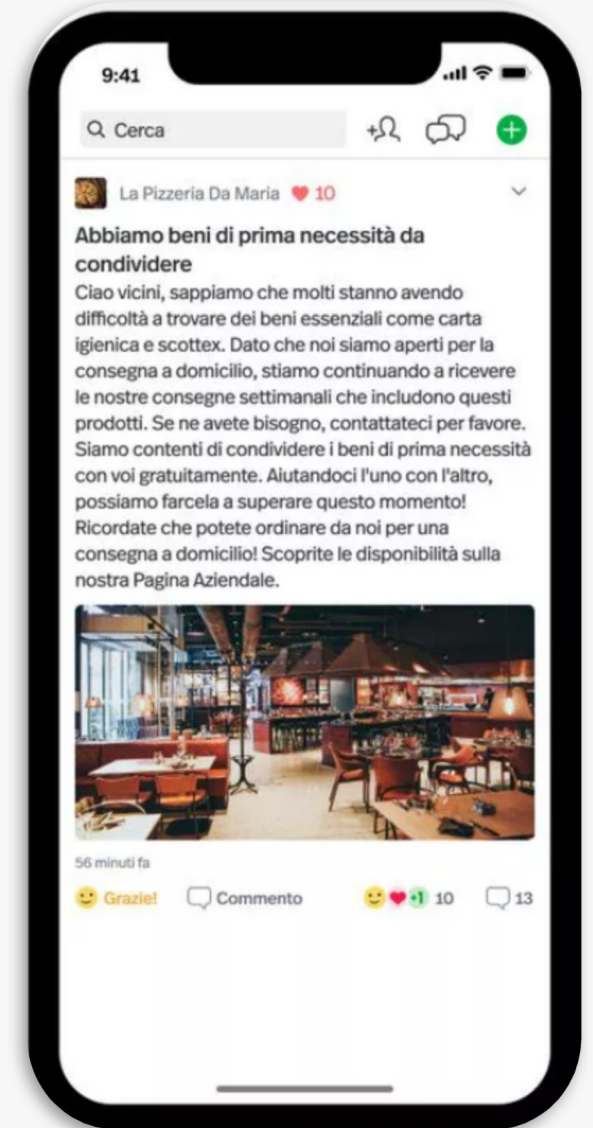 9:41
Cerca
La Pizzeria Da Maria 10
Abbiamo beni di prima necessità da
condividere
Ciao vicini, sappiamo che molti stanno avendo
difficoltà a trovare dei beni essenziali come carta
igienica e scottex. Dato che noi siamo aperti per la
consegna a domicilio, stiamo continuando a ricevere
le nostre consegne settimanali che includono questi
prodotti. Se ne avete bisogno, contattateci per favore.
Siamo contenti di condividere i beni di prima necessità
con voi gratuitamente. Aiutandoci l'uno con l'altro,
possiamo farcela a superare questo momento!
Ricordate che potete ordinare da noi per una
consegna a domicilio! Scoprite le disponibilità sulla
nostra Pagina Aziendale.
56 minuti fa
Grazie! Commento +1 10 13